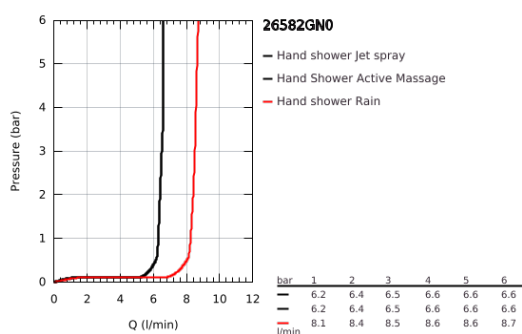 26582GN0
Hand shower Jet spray
Hand Shower Active Massage
Hand shower Rain
Pressure (bar)
6
5
4
3
2
1
0
0 2 4 6 8 10 12
Q (l/min)
bar 1 2 3 4 5 6
6.2 6.4 6.5 6.6 6.6 6.6
6.2 6.4 6.5 6.6 6.6 6.6
8.1 8.4 8.5 8.6 8.6 8.7
l/min